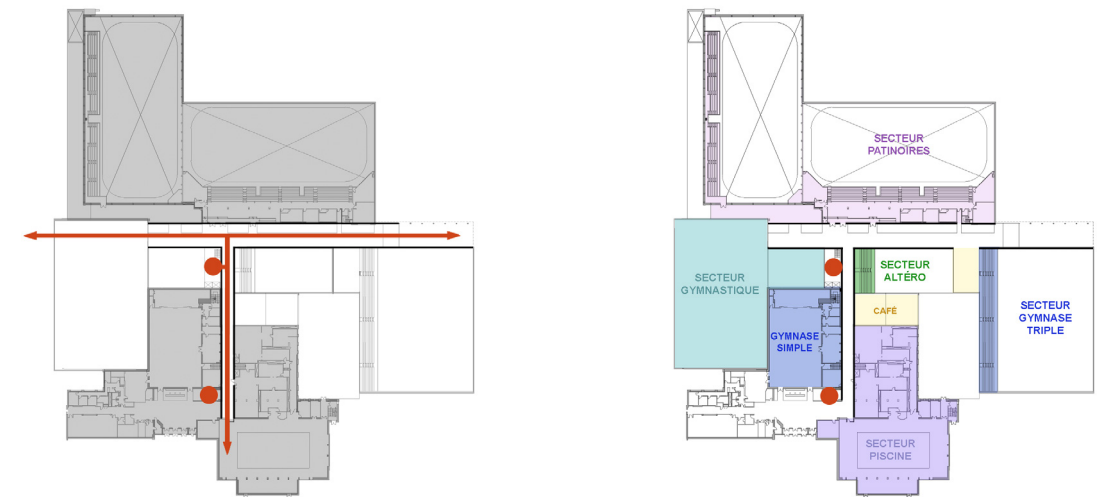 SECTEUR
PATINOIRES
SECTEUR
GYMNASTIQUE
SECTEUR
ALTÉRO
CAFÉ
SECTEUR
GYMNASE
TRIPLE
GYMNASE
SIMPLE
SECTEUR
PISCINE